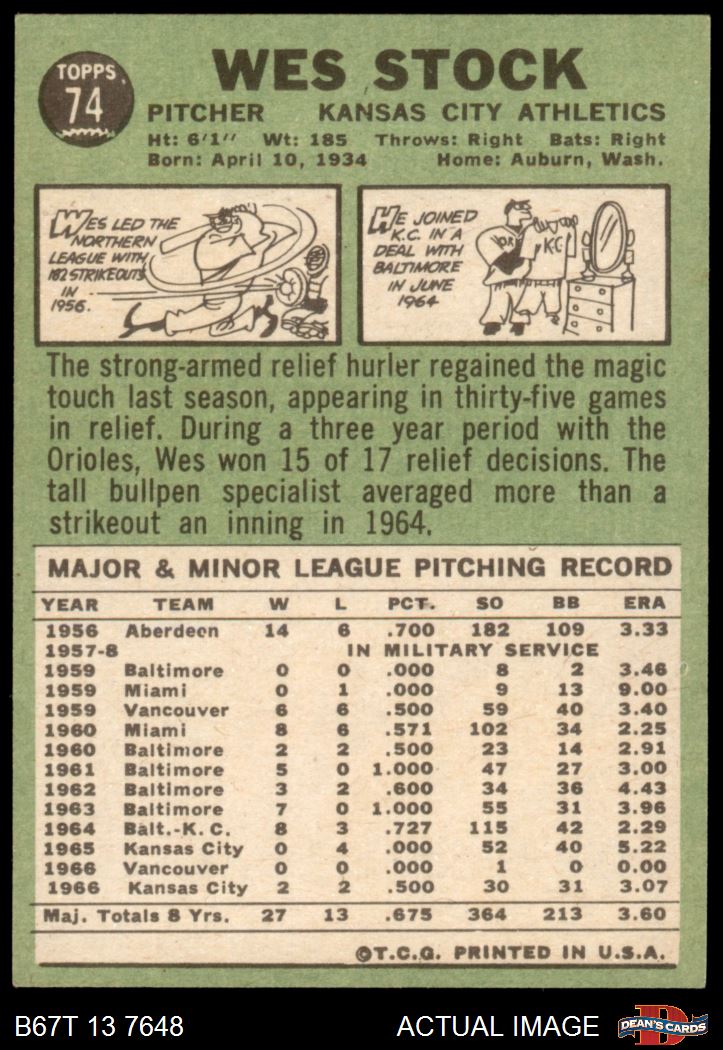 TOPPS
74
WES STOCK
PITCHER KANSAS CITY ATHLETICS
Ht: 6'1'' Wt: 185 Throws: Right Bats: Right
Born: April 10, 1934 Home: Auburn, Wash.
WES LED THE
NORTHERN
LEAGUE WITH
182 STRIKEOUTS
IN
1956.
HE JOINED
K.C. IN A
DEAL WITH
BALTIMORE
IN JUNE
1964
KC
The strong-armed relief hurler regained the magic
touch last season, appearing in thirty-five games
in relief. During a three year period with the
Orioles, Wes won 15 of 17 relief decisions. The
tall bullpen specialist averaged more than a
strikeout an inning in 1964.
MAJOR & MINOR LEAGUE PITCHING RECORD
YEAR TEAM W L PCT. SO BB ERA
1956 Aberdeen 14 6 .700 182 109 3.33
1957-8 IN MILITARY SERVICE
1959 Baltimore 0 0 .000 8 2 3.46
1959 Miami 0 1 .000 9 13 9.00
1959 Vancouver 6 6 .500 59 40 3.40
1960 Miami 8 6 .571 102 34 2.25
1960 Baltimore 2 2 .500 23 14 2.91
1961 Baltimore 5 0 1.000 47 27 3.00
1962 Baltimore 3 2 .600 34 36 4.43
1963 Baltimore 7 0 1.000 55 31 3.96
1964 Balt.-K. C. 8 3 .727 115 42 2.29
1965 Kansas City 0 4 .000 52 40 5.22
1966 Vancouver 0 0 .000 1 0 0.00
1966 Kansas City 2 2 .500 30 31 3.07
Maj. Totals 8 Yrs. 27 13 .675 364 213 3.60
©T.C.G. PRINTED IN U.S.A.
B67T 13 7648 ACTUAL IMAGE
D
DEAN'S CARDS